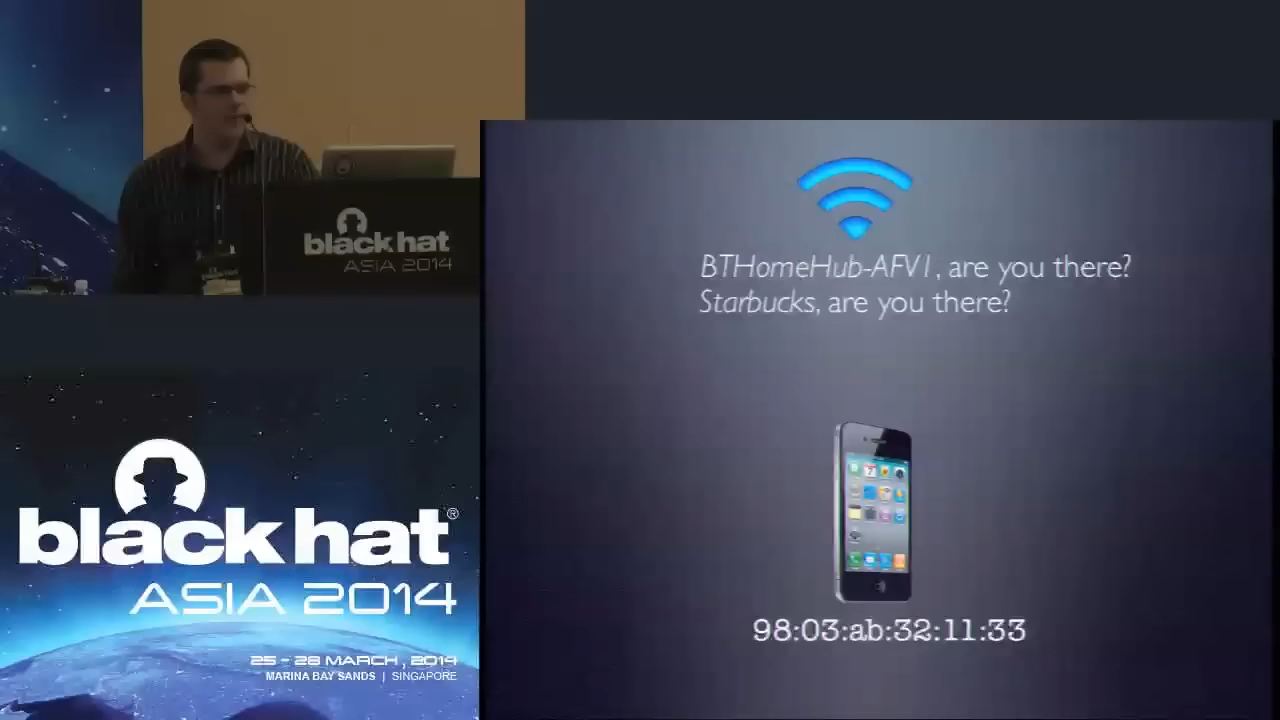 black hat
ASIA 2014
BTHomeHub-AFV1, are you there?
Starbucks, are you there?
98:03:ab:32:11:33
black hat®
ASIA 2014
25 - 28 MARCH, 2014
MARINA BAY SANDS | SINGAPORE